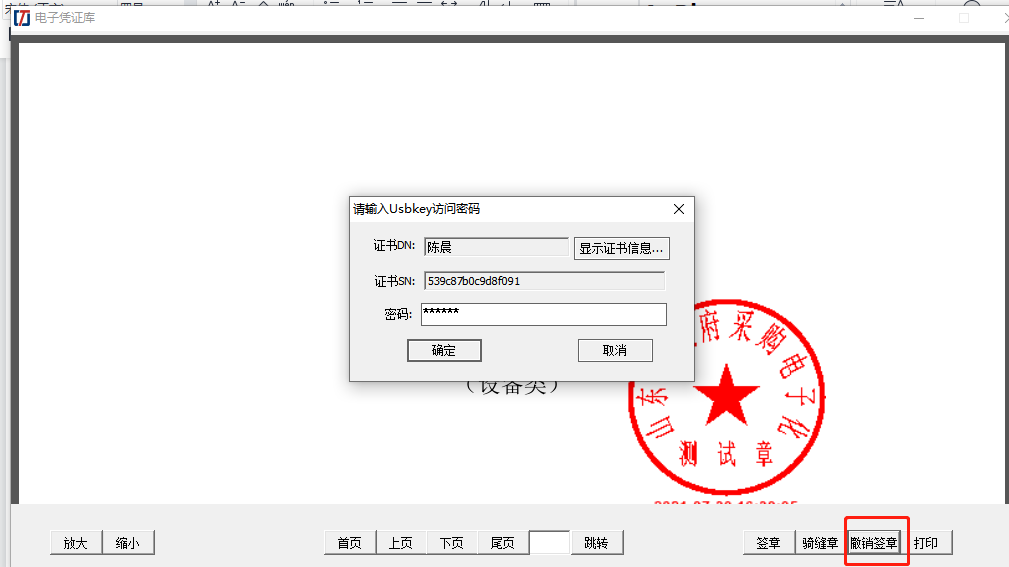 电子凭证库
请输入Usbkey访问密码
证书DN: 陈晨 显示证书信息...
证书SN: 539c87b0c9d8f091
密码: ******
确定 取消
（设备类）
山东 府采购电子化
测试章
放大 缩小 首页 上页 下页 尾页 跳转 签章 骑缝章 撤销签章 打印